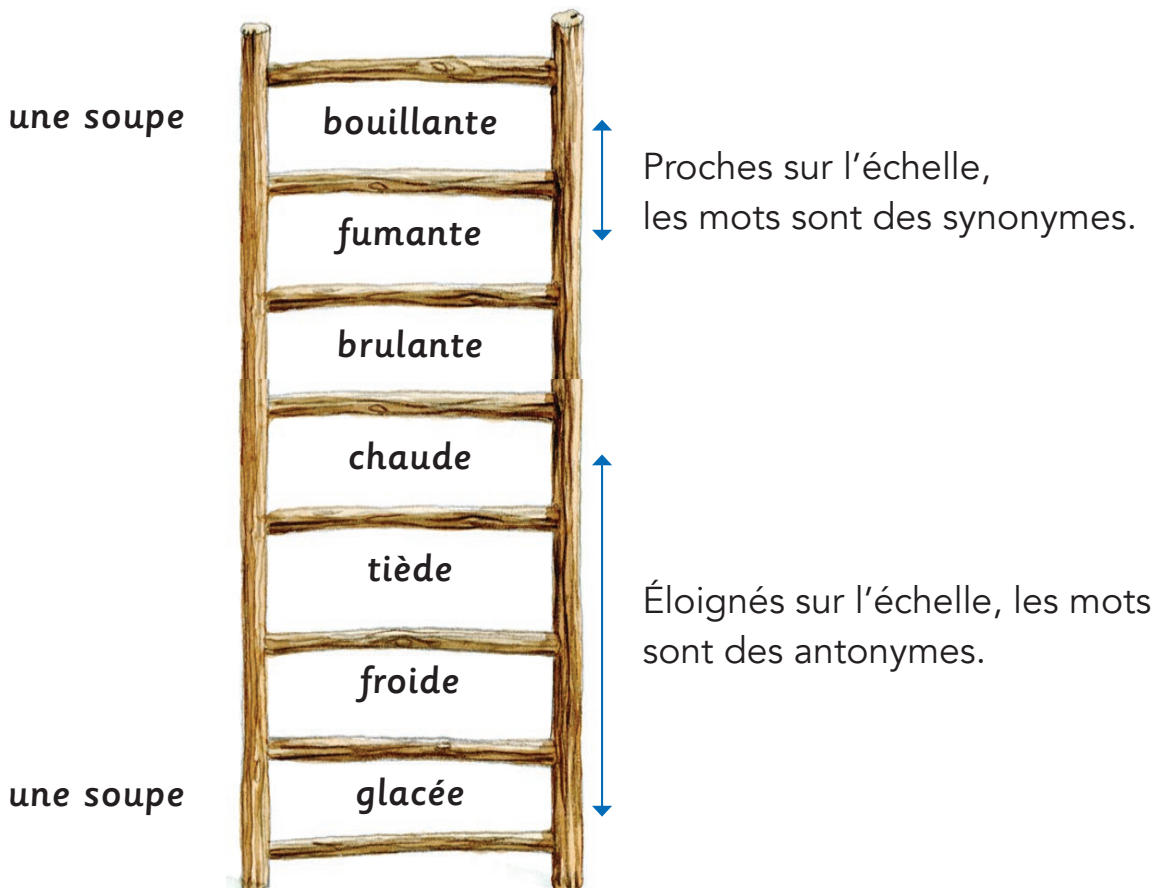 une soupe
bouillante
Proches sur l'échelle,
les mots sont des synonymes.
fumante
brulante
chaude
tiède
Éloignés sur l'échelle, les mots
sont des antonymes.
froide
une soupe
glacée